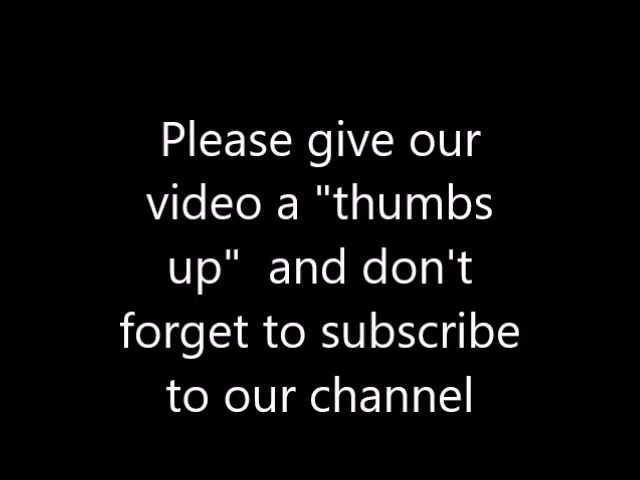 Please give our
video a "thumbs
up"  and don't
forget to subscribe
to our channel